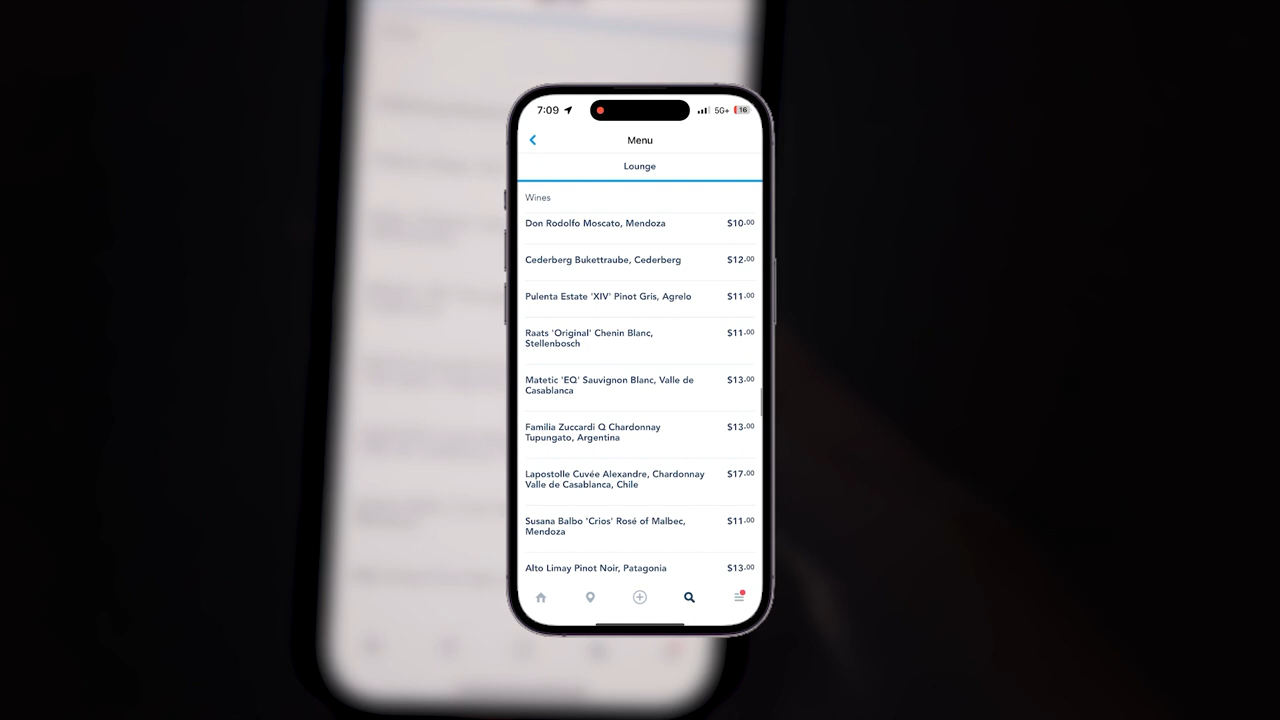 7:09
5G+
16
Menu
Lounge
Wines
Don Rodolfo Moscato, Mendoza $10.00
Cederberg Bukettraube, Cederberg $12.00
Pulenta Estate 'XIV' Pinot Gris, Agrelo $11.00
Raats 'Original' Chenin Blanc, $11.00
Stellenbosch
Matetic 'EQ' Sauvignon Blanc, Valle de $13.00
Casablanca
Familia Zuccardi Q Chardonnay $13.00
Tupungato, Argentina
Lapostolle Cuvée Alexandre, Chardonnay $17.00
Valle de Casablanca, Chile
Susana Balbo 'Crios' Rosé of Malbec, $11.00
Mendoza
Alto Limay Pinot Noir, Patagonia $13.00